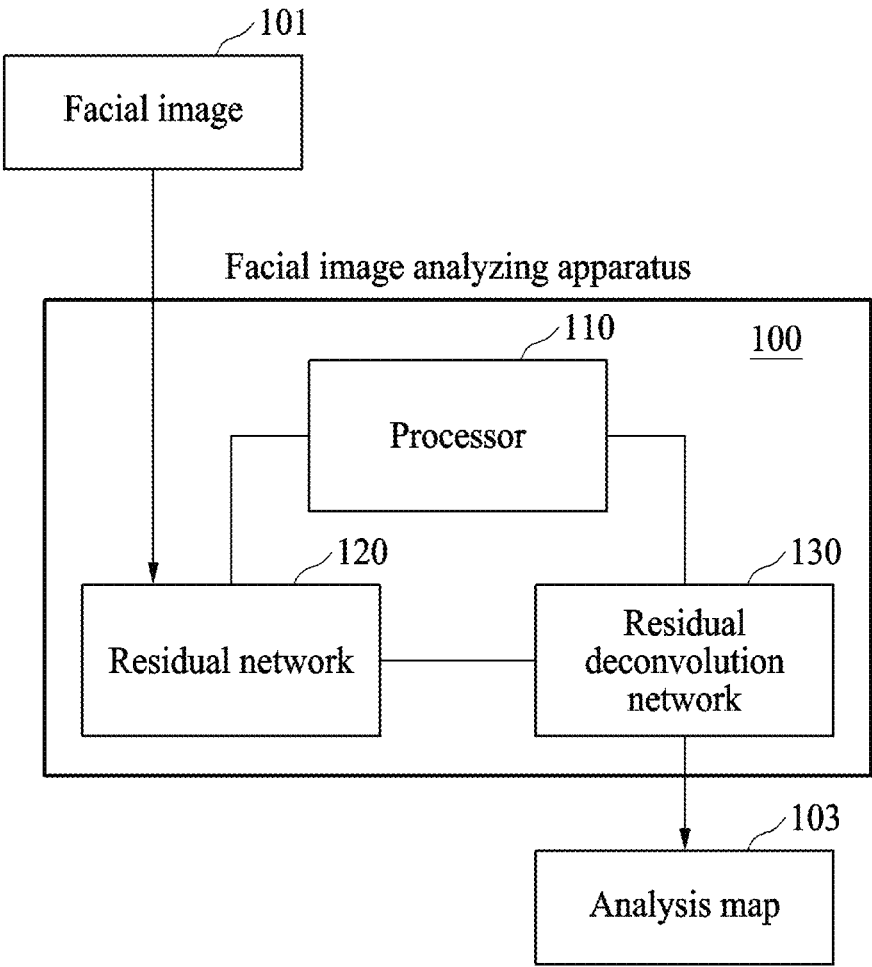 101
Facial image
Facial image analyzing apparatus
100
110
Processor
120
Residual network
130
Residual
deconvolution
network
103
Analysis map